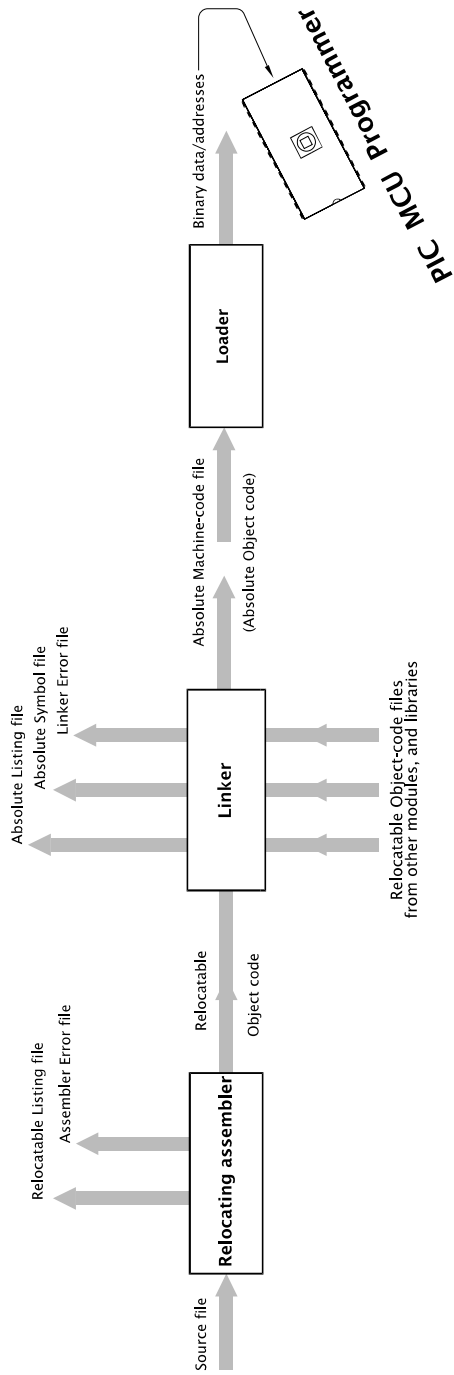 Source file
Relocating assembler
Relocatable Listing file
Assembler Error file
Relocatable
Object code
Linker
Absolute Listing file
Absolute Symbol file
Linker Error file
Relocatable Object-code files
from other modules, and libraries
Absolute Machine-code file
(Absolute Object code)
Loader
Binary data/addresses
PIC MCU Programmer